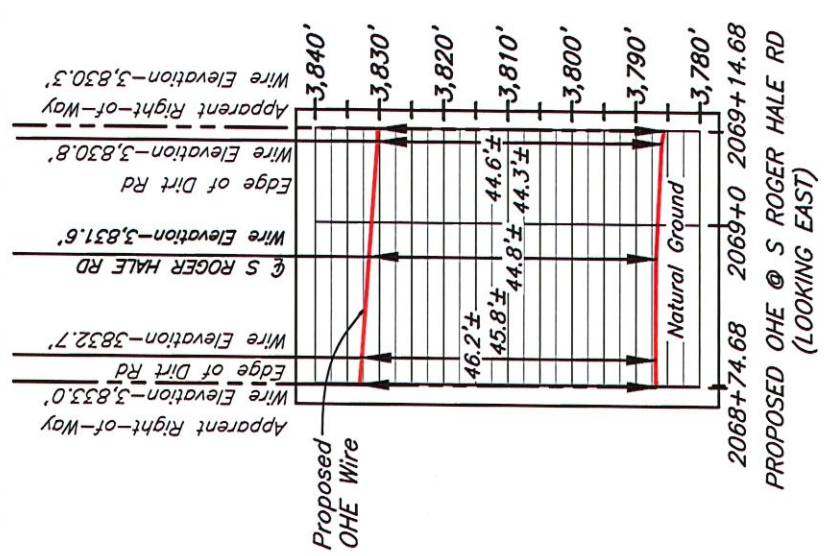 Apparent Right-of-Way
Wire Elevation-3,833.0'
Edge of Dirt Rd
Wire Elevation-3832.7'
℄ S ROGER HALE RD
Wire Elevation-3,831.6'
Edge of Dirt Rd
Wire Elevation-3,830.8'
Apparent Right-of-Way
Wire Elevation-3,830.3'
Proposed
OHE Wire
3,840'
3,830'
3,820'
3,810'
3,800'
3,790'
3,780'
46.2'±
45.8'±
44.8'±
44.6'±
44.3'±
Natural Ground
2068+74.68
2069+0
2069+14.68
PROPOSED OHE @ S ROGER HALE RD
(LOOKING EAST)